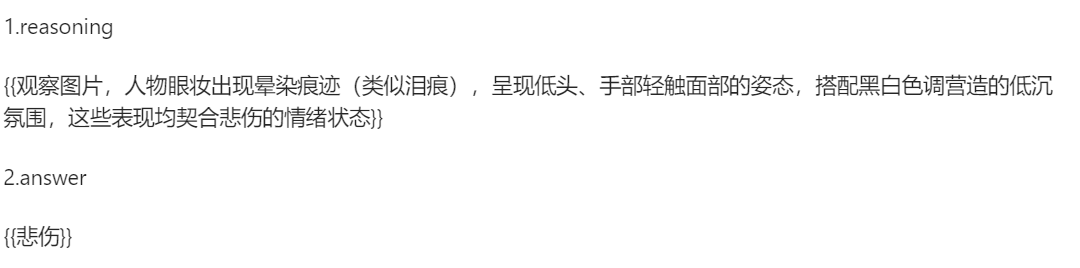 1.reasoning
{{观察图片，人物眼妆出现晕染痕迹（类似泪痕），呈现低头、手部轻触面部的姿态，搭配黑白色调营造的低沉
氛围，这些表现均契合悲伤的情绪状态}}
2.answer
{{悲伤}}